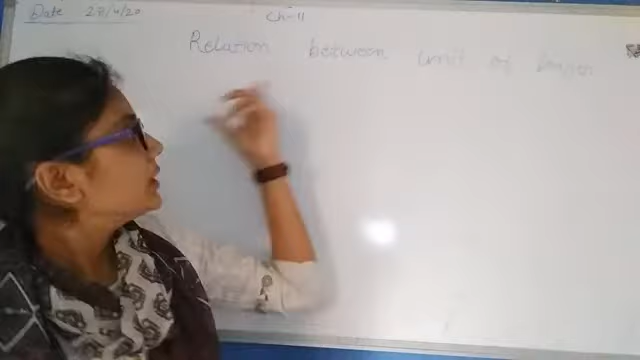 Date 28/4/20
Ch-11
Relation between unit of Power